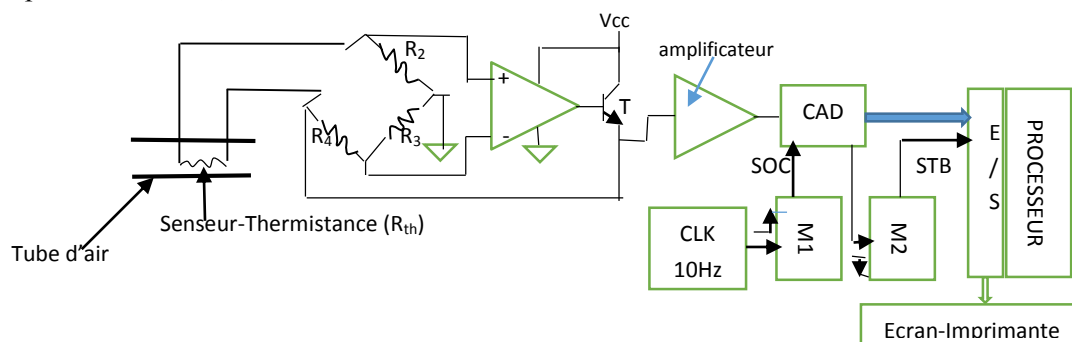 Vcc
amplificateur
R2
+
T
CAD
R4
R3
-
SOC
STB
E / S
PROCESSEUR
Senseur-Thermistance (Rth)
Tube d'air
CLK
10Hz
M1
M2
Ecran-Imprimante